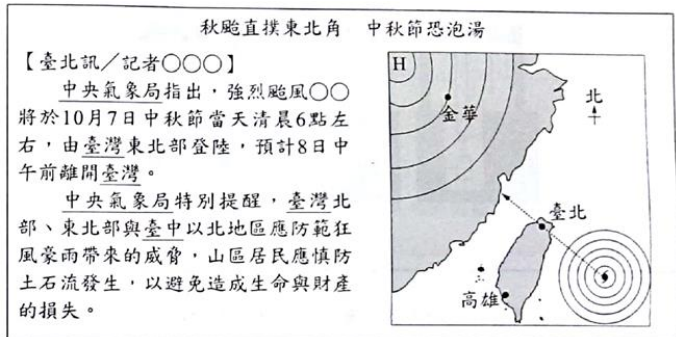 秋颱直撲東北角　中秋節恐泡湯
【臺北訊／記者○○○】
中央氣象局指出，強烈颱風○○
將於10月7日中秋節當天清晨6點左
右，由臺灣東北部登陸，預計8日中
午前離開臺灣。
中央氣象局特別提醒，臺灣北
部、東北部與臺中以北地區應防範狂
風豪雨帶來的威脅，山區居民應慎防
土石流發生，以避免造成生命與財產
的損失。
H
金華
北
臺北
高雄